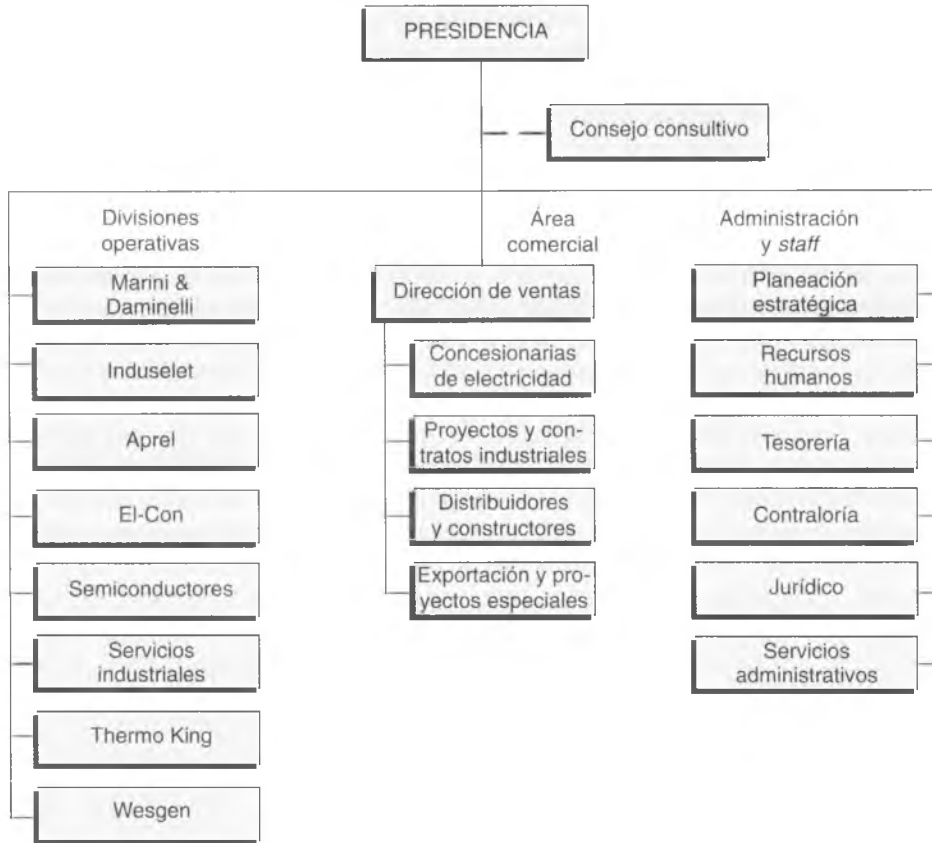 PRESIDENCIA
Consejo consultivo
Divisiones
operativas
Marini &
Daminelli
Induselet
Aprel
El-Con
Semiconductores
Servicios
industriales
Thermo King
Wesgen
Área
comercial
Dirección de ventas
Concesionarias
de electricidad
Proyectos y con-
tratos industriales
Distribuidores
y constructores
Exportación y pro-
yectos especiales
Administración
y staff
Planeación
estratégica
Recursos
humanos
Tesorería
Contraloría
Jurídico
Servicios
administrativos